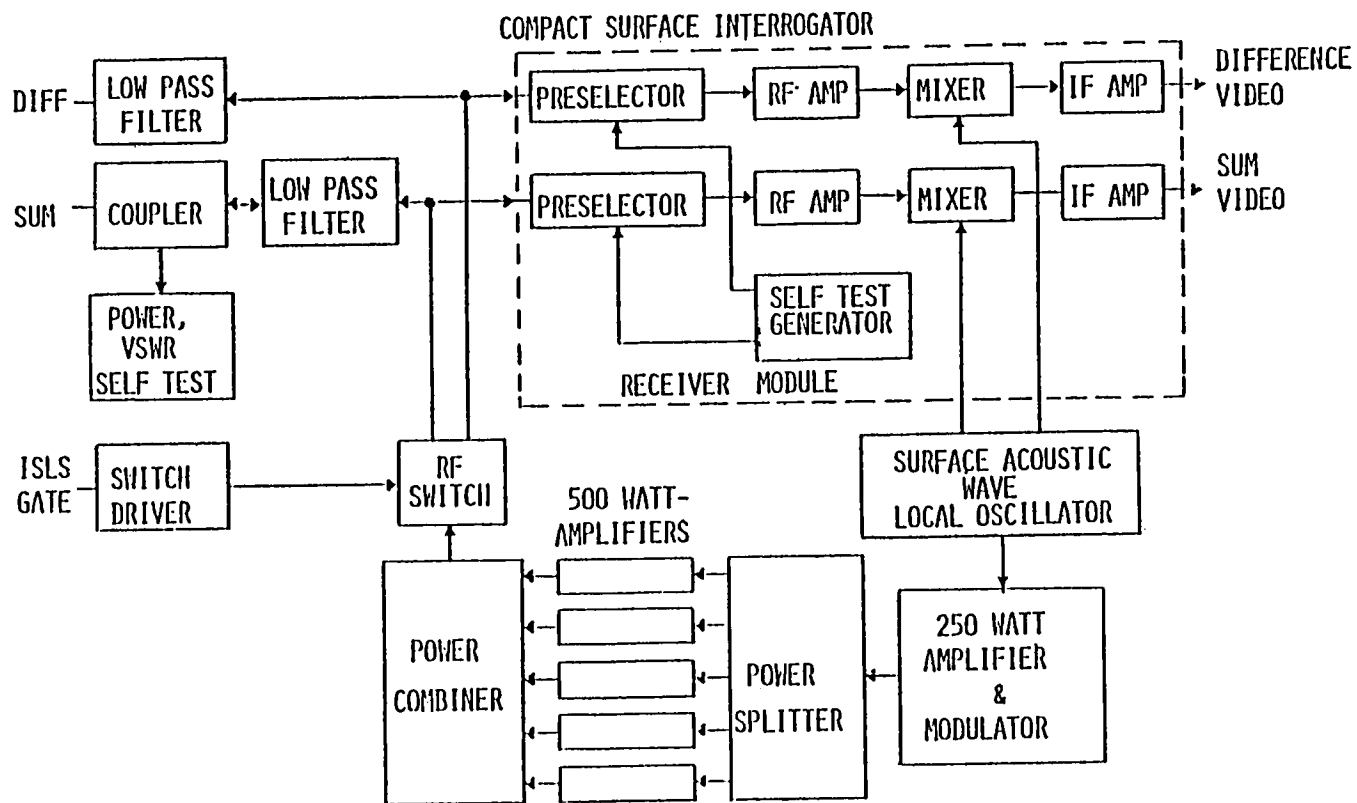 COMPACT SURFACE INTERROGATOR
DIFF
LOW PASS
FILTER
PRESELECTOR
RF AMP
MIXER
IF AMP
DIFFERENCE
VIDEO
SUM
COUPLER
LOW PASS
FILTER
PRESELECTOR
RF AMP
MIXER
IF AMP
SUM
VIDEO
POWER,
VSWR
SELF TEST
SELF TEST
GENERATOR
RECEIVER MODULE
ISLS
GATE
SWITCH
DRIVER
RF
SWITCH
500 WATT-
AMPLIFIERS
SURFACE ACOUSTIC
WAVE
LOCAL OSCILLATOR
POWER
COMBINER
POWER
SPLITTER
250 WATT
AMPLIFIER
&
MODULATOR